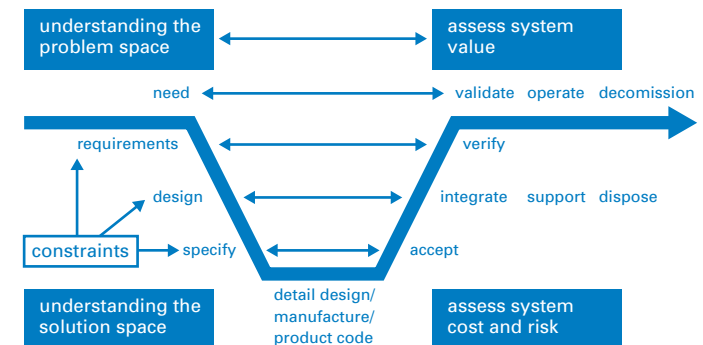 understanding the
problem space
assess system
value
need
validate operate decomission
requirements
verify
design
integrate support dispose
constraints
specify
accept
understanding the
solution space
detail design/
manufacture/
product code
assess system
cost and risk